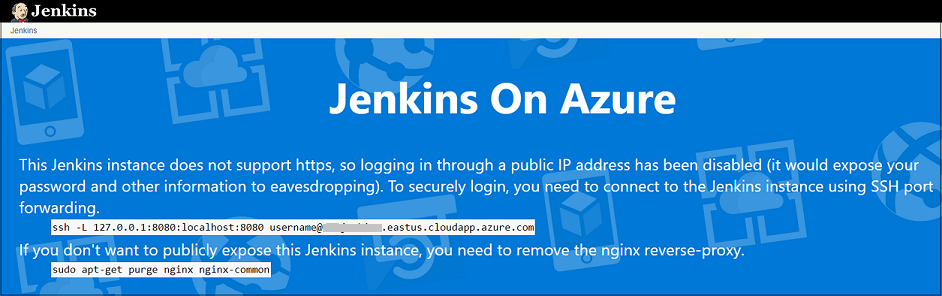 Jenkins
Jenkins
Jenkins On Azure
This Jenkins instance does not support https, so logging in through a public IP address has been disabled (it would expose your
password and other information to eavesdropping). To securely login, you need to connect to the Jenkins instance using SSH port
forwarding.
ssh -L 127.0.0.1:8080:localhost:8080 username@ .eastus.cloudapp.azure.com
If you don't want to publicly expose this Jenkins instance, you need to remove the nginx reverse-proxy.
sudo apt-get purge nginx nginx-common